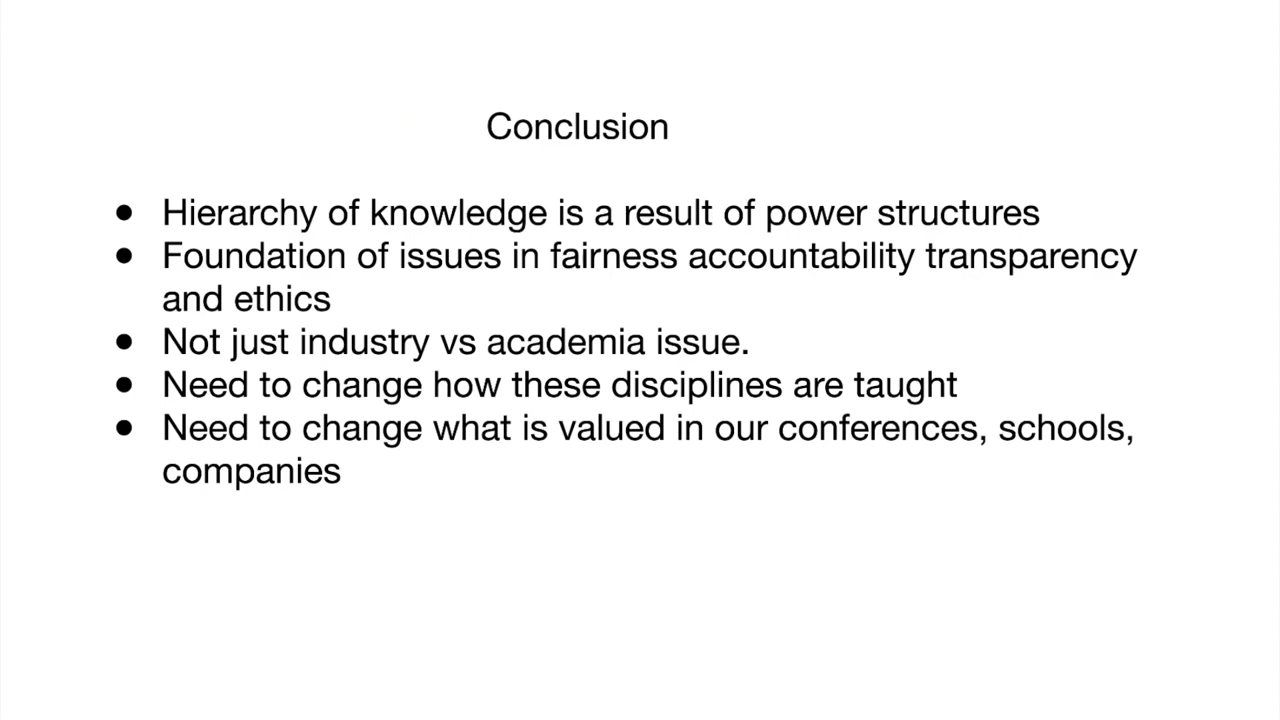 Conclusion
● Hierarchy of knowledge is a result of power structures
● Foundation of issues in fairness accountability transparency
and ethics
● Not just industry vs academia issue.
● Need to change how these disciplines are taught
● Need to change what is valued in our conferences, schools,
companies